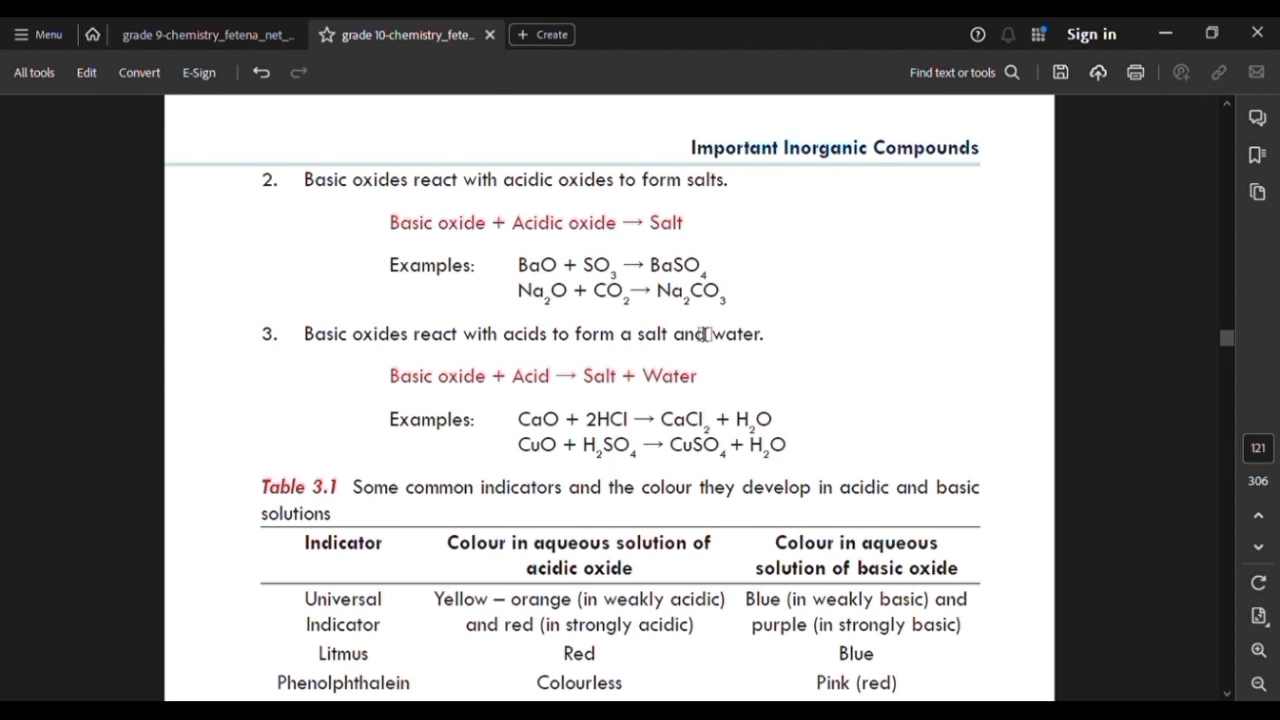 Menu grade 9-chemistry_fetena_net_... grade 10-chemistry_fete... + Create Sign in
All tools Edit Convert E-Sign Find text or tools
Important Inorganic Compounds
2. Basic oxides react with acidic oxides to form salts.
Basic oxide + Acidic oxide → Salt
Examples: BaO + SO₃ → BaSO₄
Na₂O + CO₂ → Na₂CO₃
3. Basic oxides react with acids to form a salt and water.
Basic oxide + Acid → Salt + Water
Examples: CaO + 2HCl → CaCl₂ + H₂O
CuO + H₂SO₄ → CuSO₄ + H₂O
Table 3.1 Some common indicators and the colour they develop in acidic and basic
solutions
Indicator Colour in aqueous solution of Colour in aqueous
acidic oxide solution of basic oxide
Universal Yellow – orange (in weakly acidic) Blue (in weakly basic) and
Indicator and red (in strongly acidic) purple (in strongly basic)
Litmus Red Blue
Phenolphthalein Colourless Pink (red)
121
306